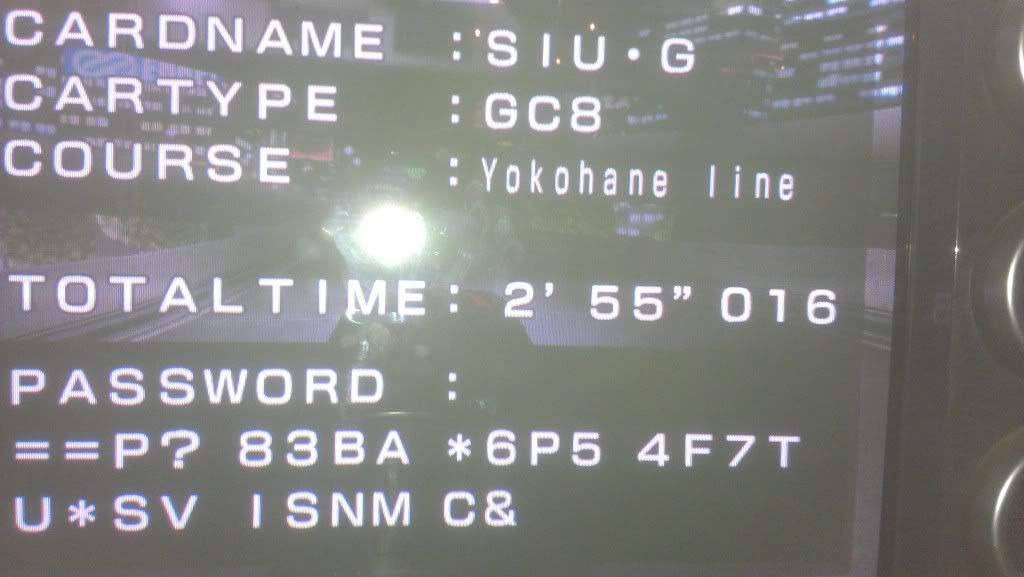 CARDNAME : SIU・G
CARTYPE : GC8
COURSE : Yokohane line
TOTALTIME: 2' 55" 016
PASSWORD :
==P? 83BA *6P5 4F7T
U*SV ISNM C&